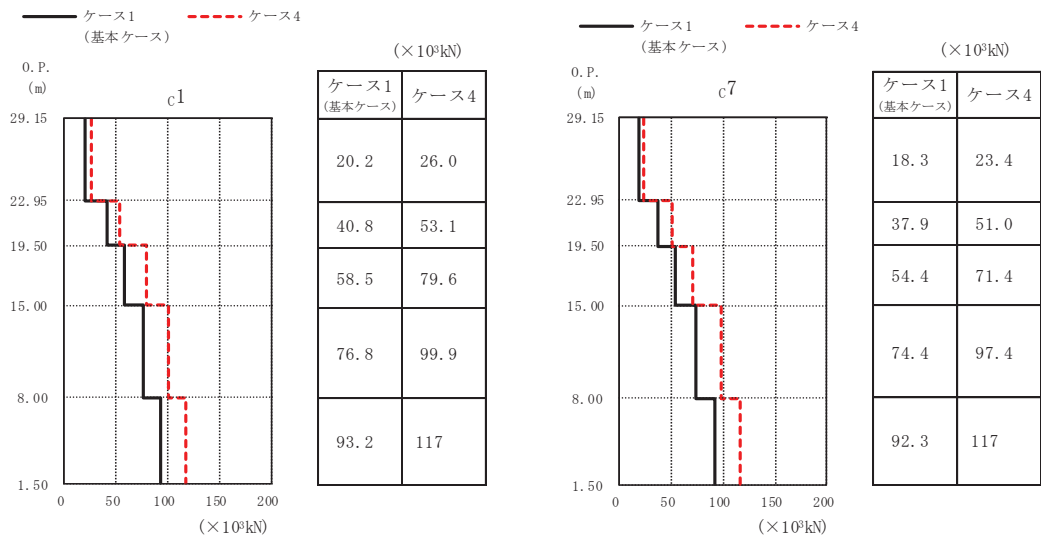 ケース1 ケース4
(基本ケース)
(×10³kN)
O.P.
(m)
C1
ケース1 ケース4
(基本ケース)
29.15
20.2 26.0
22.95
40.8 53.1
19.50
58.5 79.6
15.00
76.8 99.9
8.00
93.2 117
1.50
0 50 100 150 200
(×10³kN)
ケース1 ケース4
(基本ケース)
(×10³kN)
O.P.
(m)
C7
ケース1 ケース4
(基本ケース)
29.15
18.3 23.4
22.95
37.9 51.0
19.50
54.4 71.4
15.00
74.4 97.4
8.00
92.3 117
1.50
0 50 100 150 200
(×10³kN)